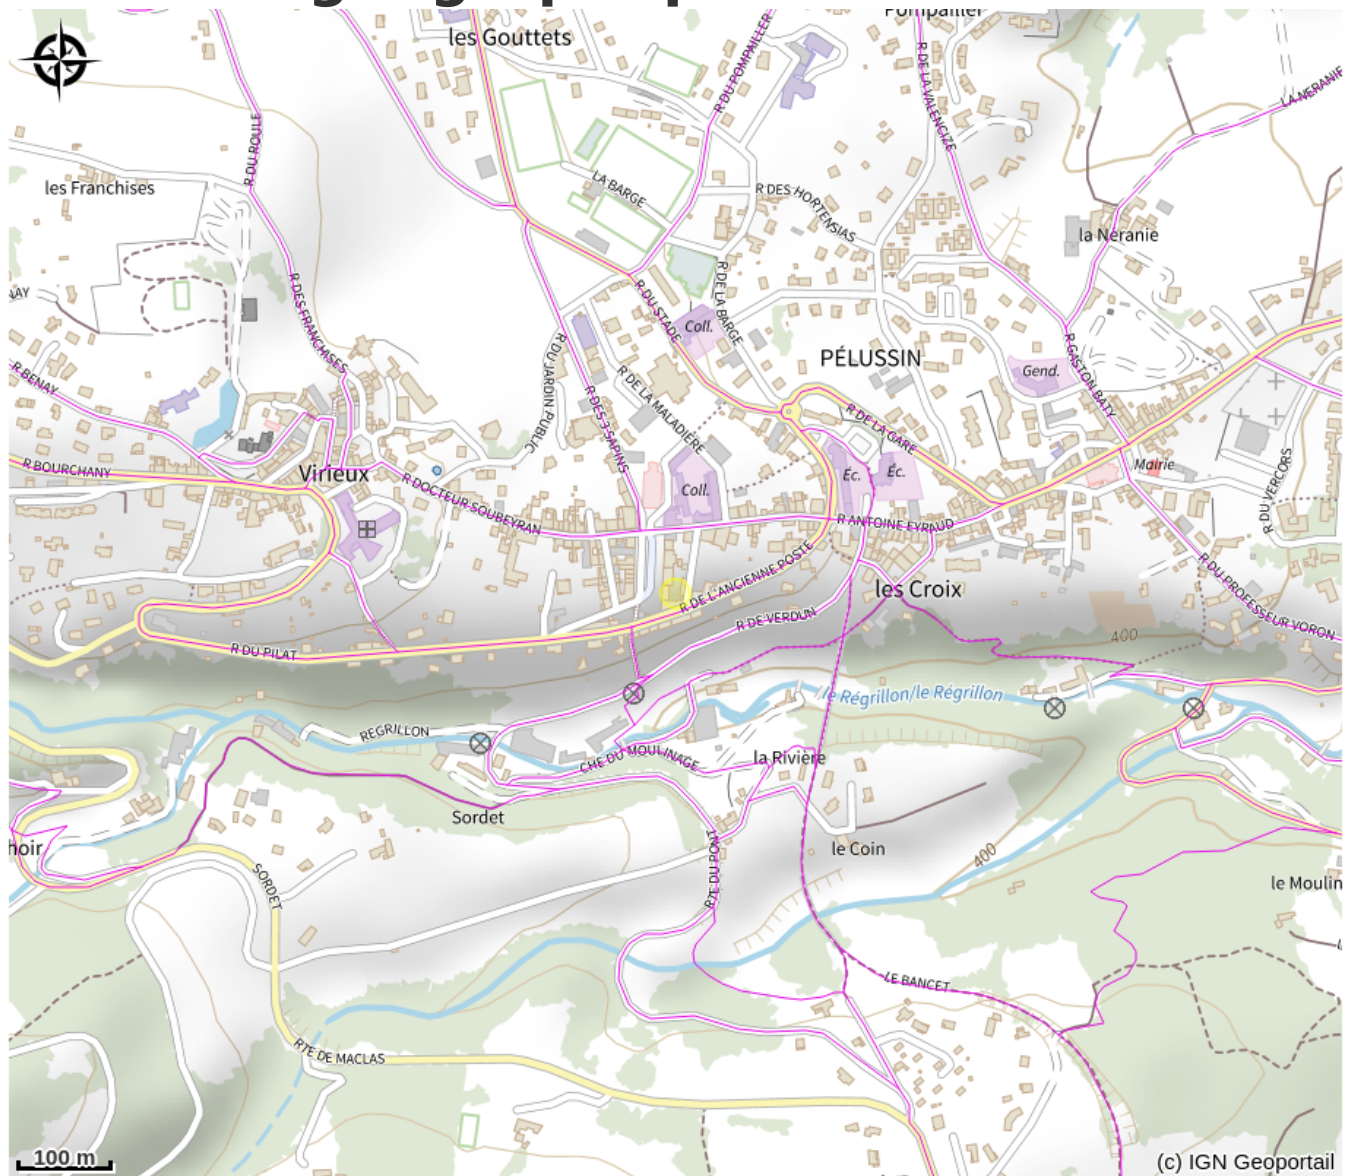 les Gouttets
Pompailler
R DU POMPAILLER
R DE LA VALENCIZE
LA NERANIE
R DU ROULE
les Franchises
LA BARGE
R DES HORTENSIAS
la Néranie
R DES FRANCHISES
R DU STADE
R DE LA BARGE
Coll.
PÉLUSSIN
Gend.
R GASTON BATY
R BENAY
R DU JARDIN PUBLIC
R DES 3 SAPINS
R DE LA MALADIÈRE
R DE LA GARE
R BOURCHANY
Virieux
R DOCTEUR SOUBEYRAN
Coll.
Éc.
Éc.
Mairie
R DU VERCORS
R ANTOINE EYRAUD
R DE L'ANCIENNE POSTE
les Croix
R DU PROFESSEUR VORON
R DE VERDUN
400
R DU PILAT
le Régrillon/le Régrillon
REGRILLON
CHE DU MOULINAGE
la Rivière
Sordet
RTE DU PONT
le Coin
400
hoir
SORDET
le Moulin
LE BANCET
RTE DE MACLAS
100 m
(c) IGN Geoportail